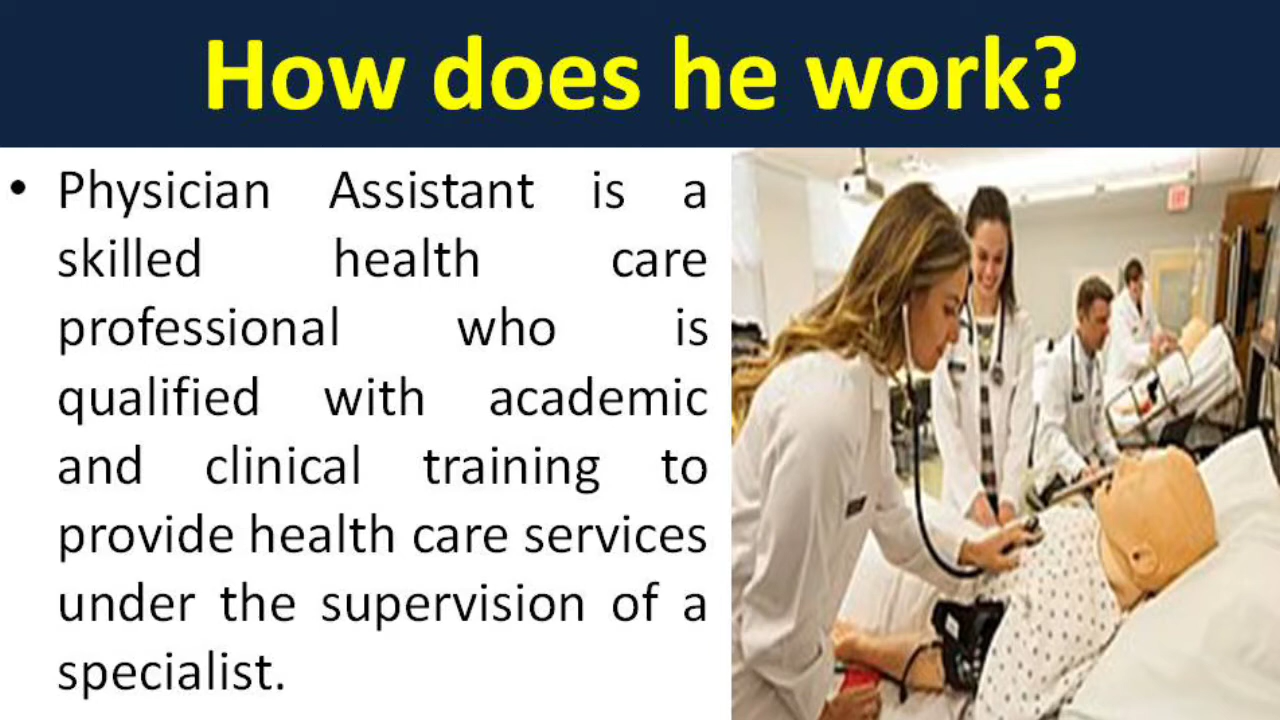 How does he work?
• Physician Assistant is a
skilled health care
professional who is
qualified with academic
and clinical training to
provide health care services
under the supervision of a
specialist.